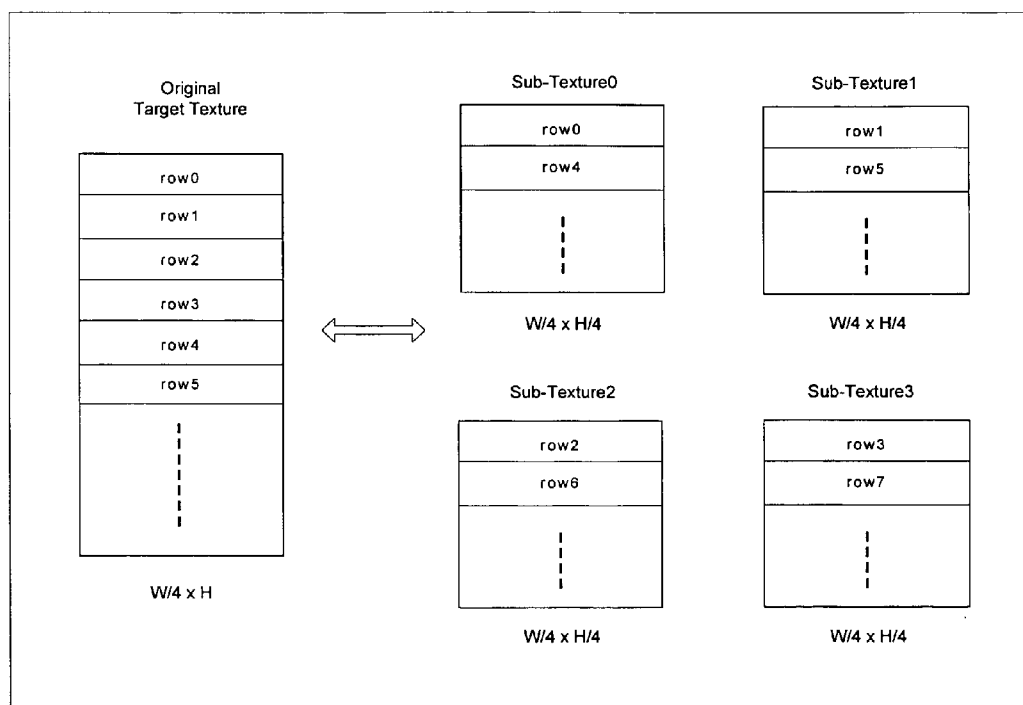 Original
Target Texture
row0
row1
row2
row3
row4
row5
W/4 x H
Sub-Texture0
row0
row4
W/4 x H/4
Sub-Texture1
row1
row5
W/4 x H/4
Sub-Texture2
row2
row6
W/4 x H/4
Sub-Texture3
row3
row7
W/4 x H/4